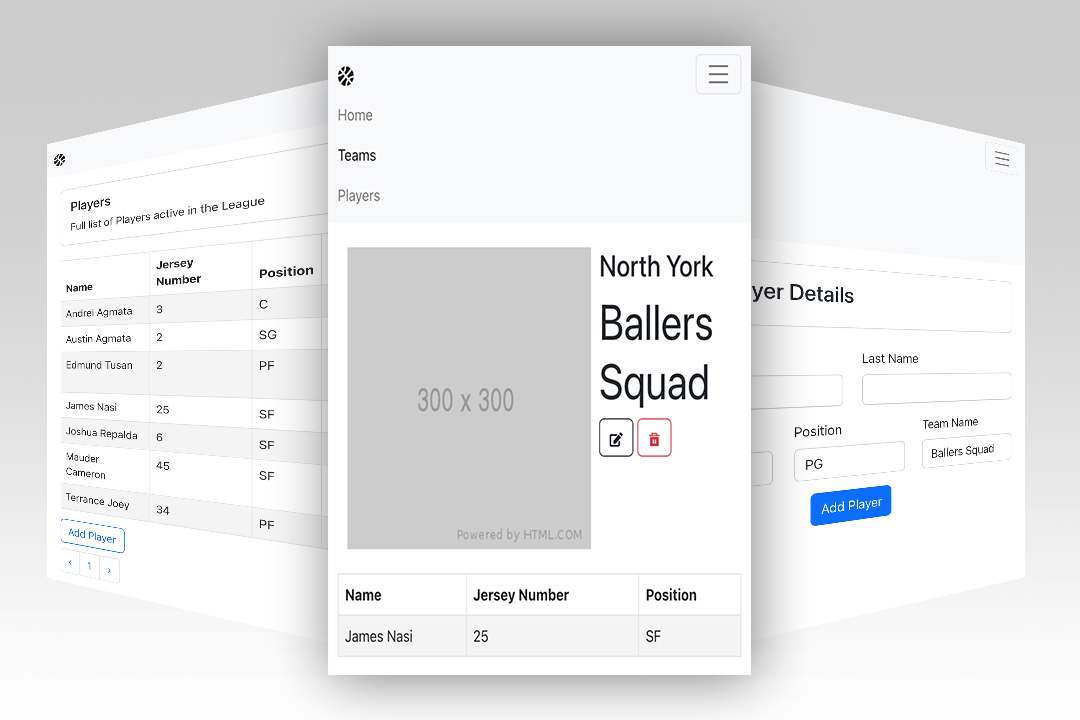 Players
Full list of Players active in the League
Name
Jersey
Number
Position
Andrei Agmata
3
C
Austin Agmata
2
SG
Edmund Tusan
2
PF
James Nasi
25
SF
Joshua Repalda
6
SF
Mauder
Cameron
45
SF
Terrance Joey
34
PF
Add Player
‹ 1 ›
Home
Teams
Players
300 x 300
Powered by HTML.COM
North York
Ballers
Squad
Name Jersey Number Position
James Nasi 25 SF
yer Details
Last Name
Position
PG
Team Name
Ballers Squad
Add Player